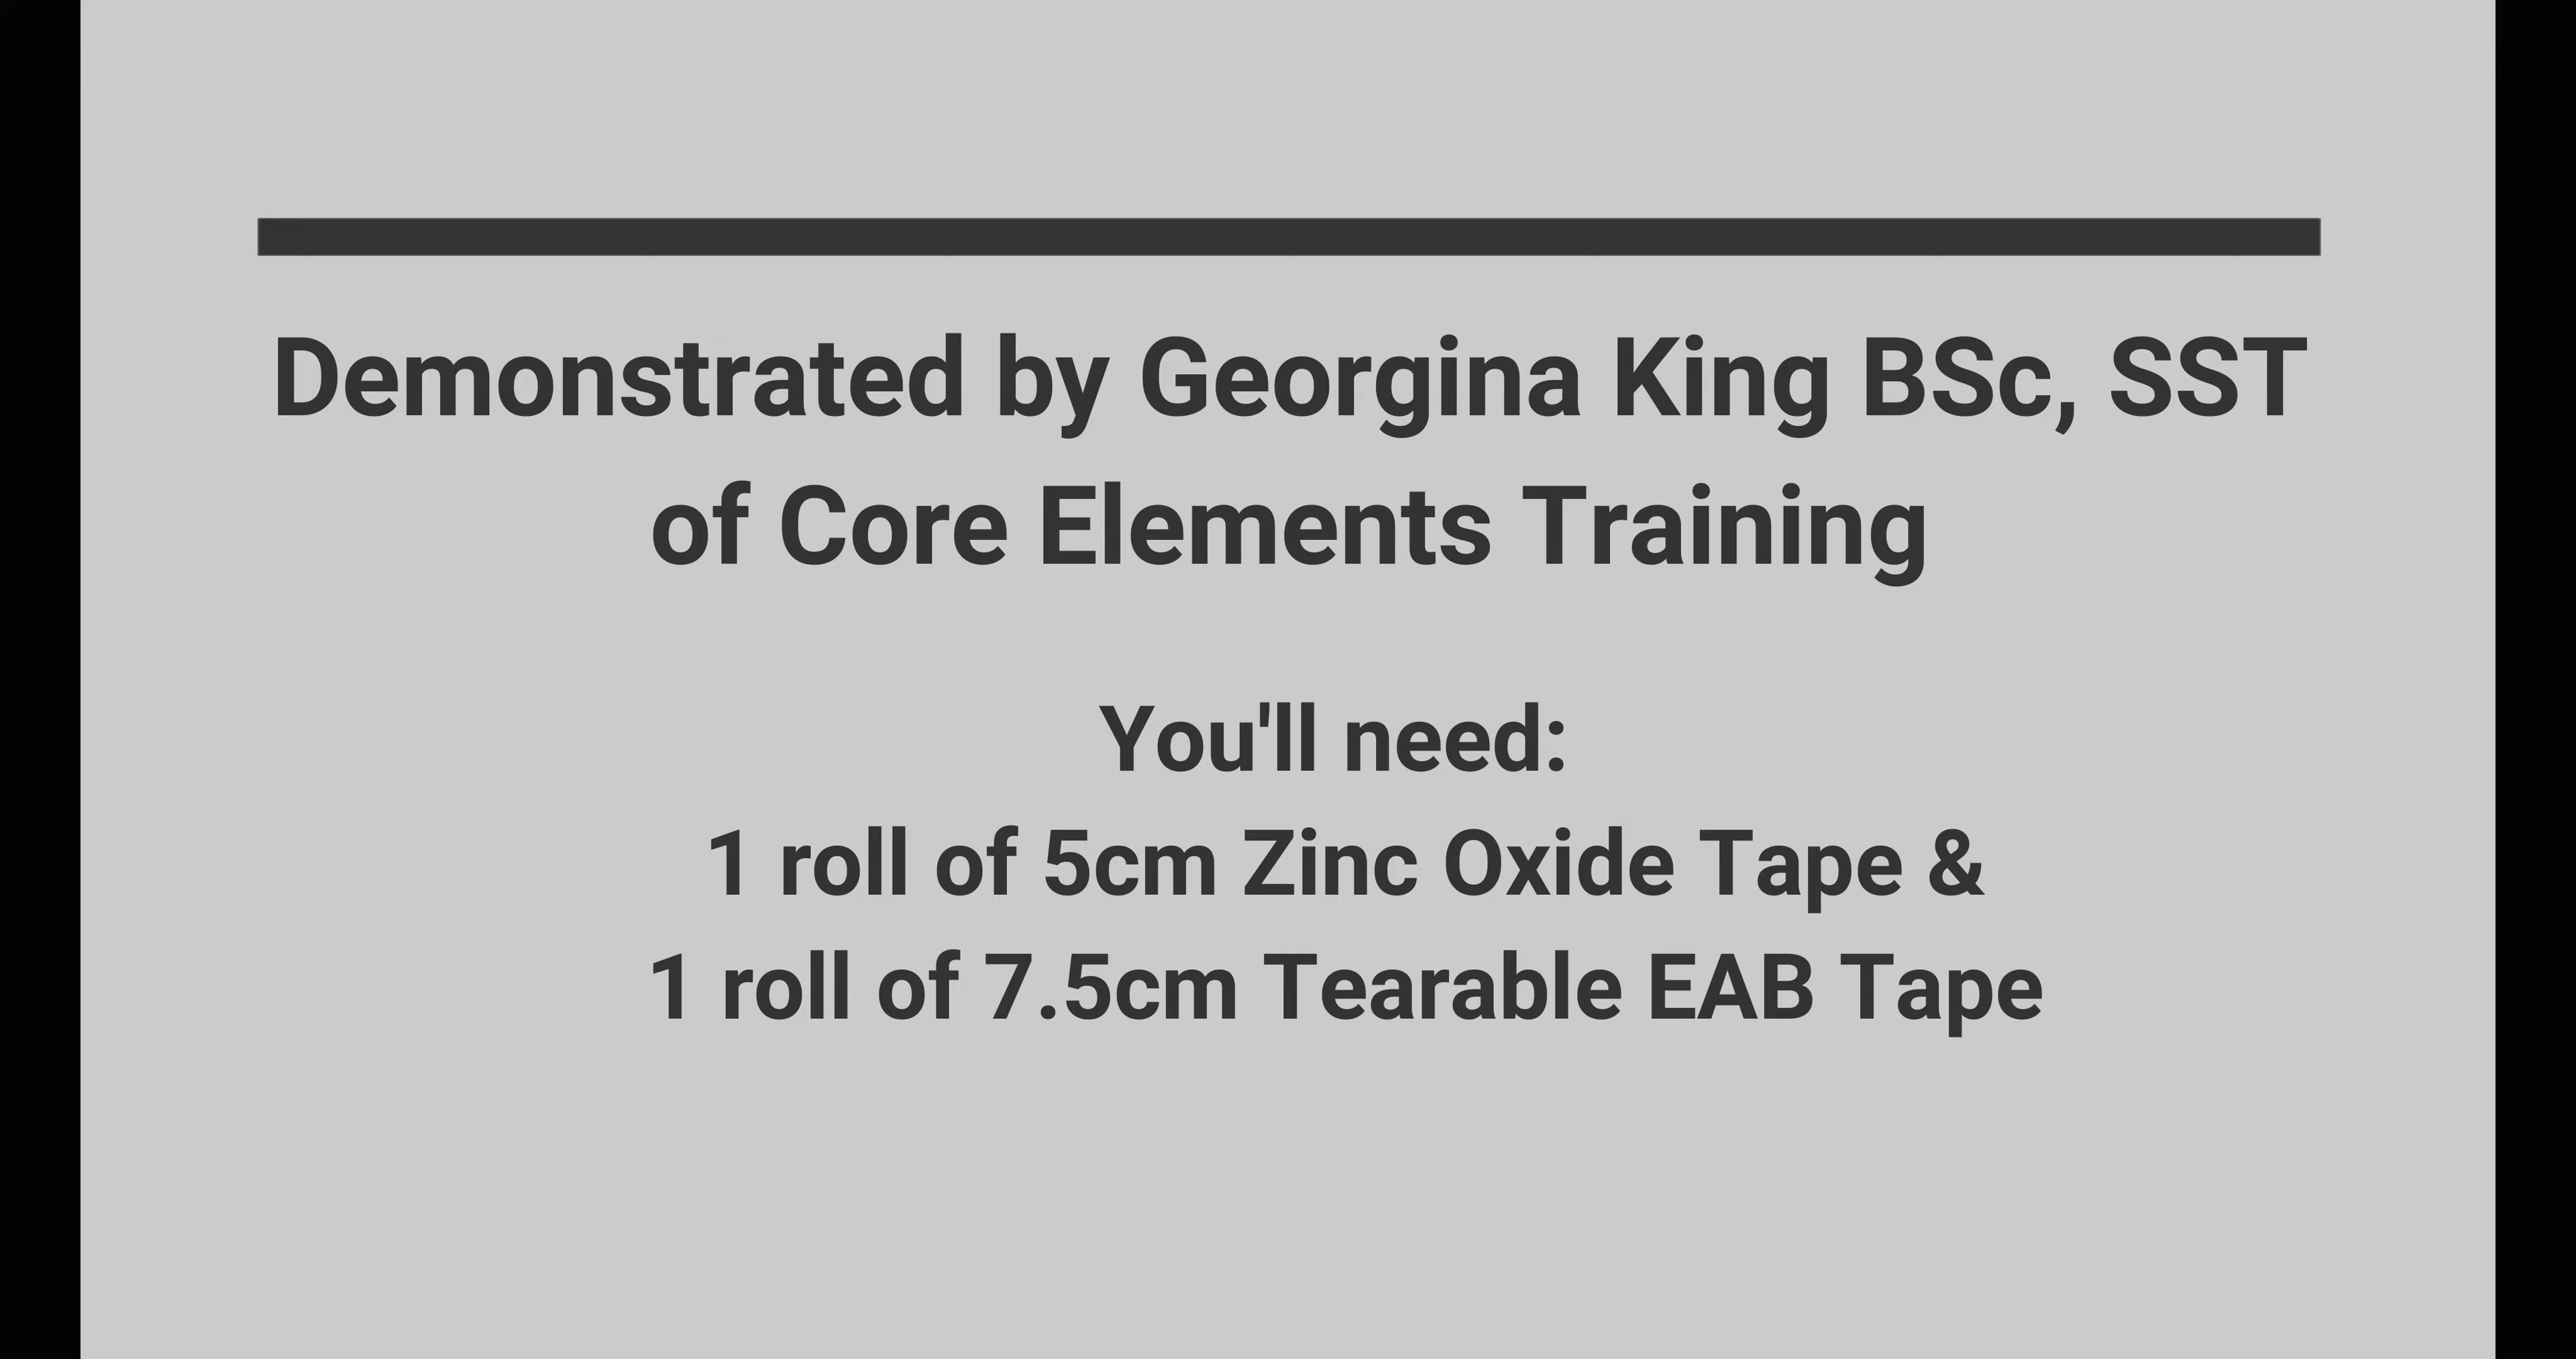 Demonstrated by Georgina King BSc, SST
of Core Elements Training
You'll need:
1 roll of 5cm Zinc Oxide Tape &
1 roll of 7.5cm Tearable EAB Tape